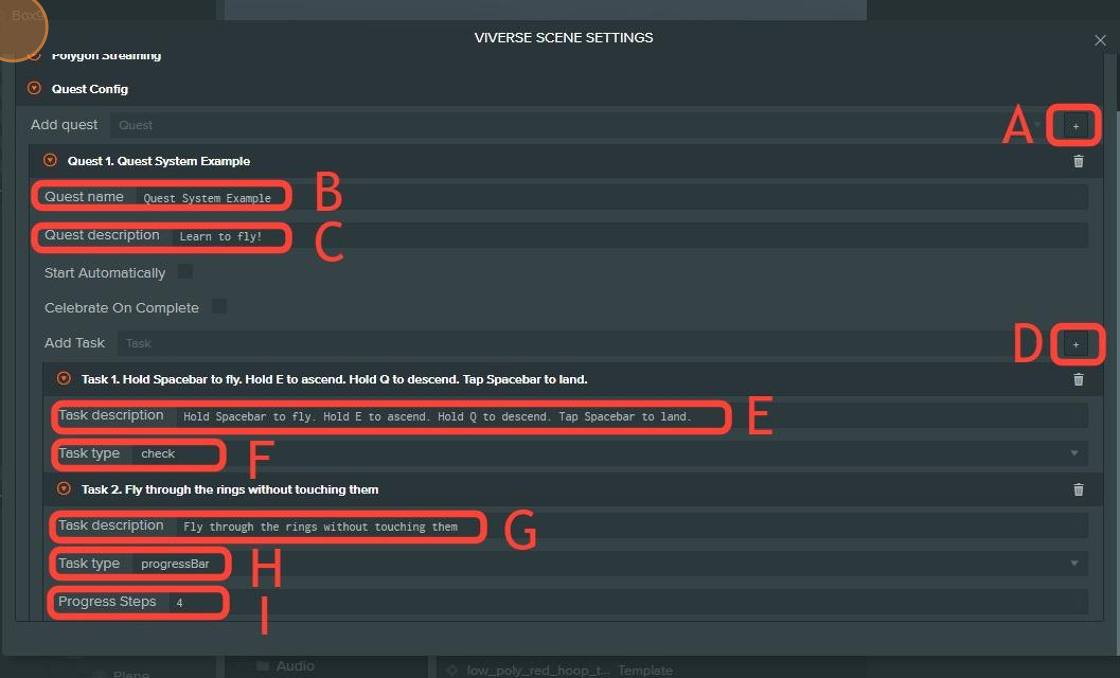 Box9
VIVERSE SCENE SETTINGS
Polygon Streaming
Quest Config
Add quest Quest + A
Quest 1. Quest System Example
Quest name Quest System Example B
Quest description Learn to fly! C
Start Automatically
Celebrate On Complete
Add Task Task + D
Task 1. Hold Spacebar to fly. Hold E to ascend. Hold Q to descend. Tap Spacebar to land.
Task description Hold Spacebar to fly. Hold E to ascend. Hold Q to descend. Tap Spacebar to land. E
Task type check F
Task 2. Fly through the rings without touching them
Task description Fly through the rings without touching them G
Task type progressBar H
Progress Steps 4 I
Plane Audio low_poly_red_hoop_t... Template